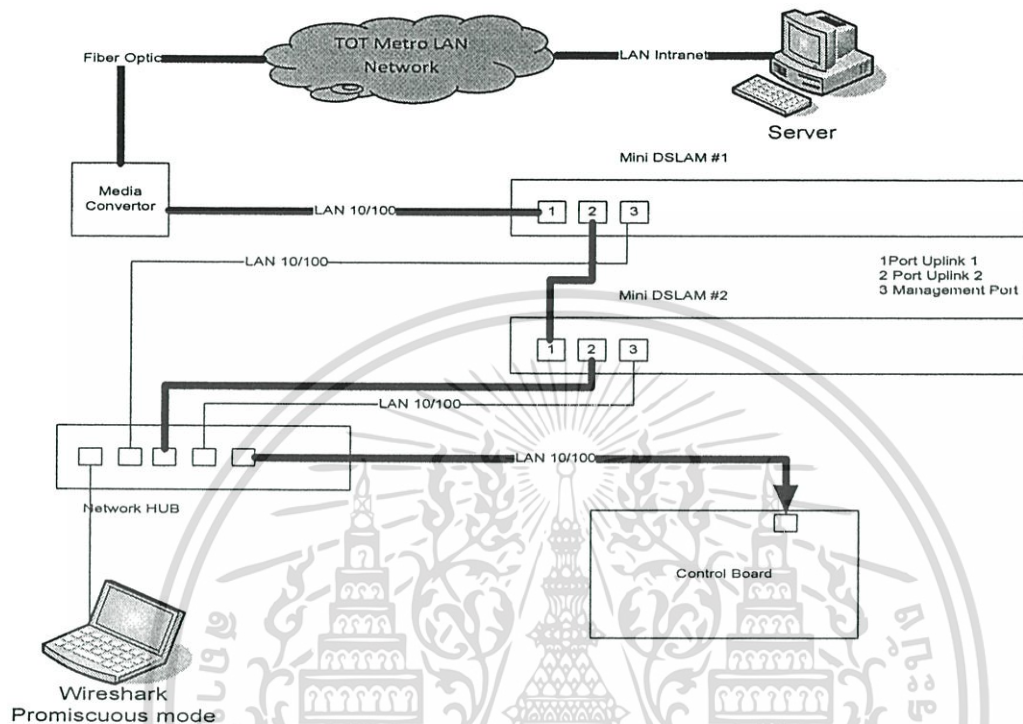 TOT Metro LAN
Network
Fiber Optic
LAN Intranet
Server
Mini DSLAM #1
Media
Convertor
LAN 10/100
1
2
3
LAN 10/100
1Port Uplink 1
2 Port Uplink 2
3 Management Port
Mini DSLAM #2
1
2
3
LAN 10/100
LAN 10/100
Network HUB
Control Board
Wireshark
Promiscuous mode